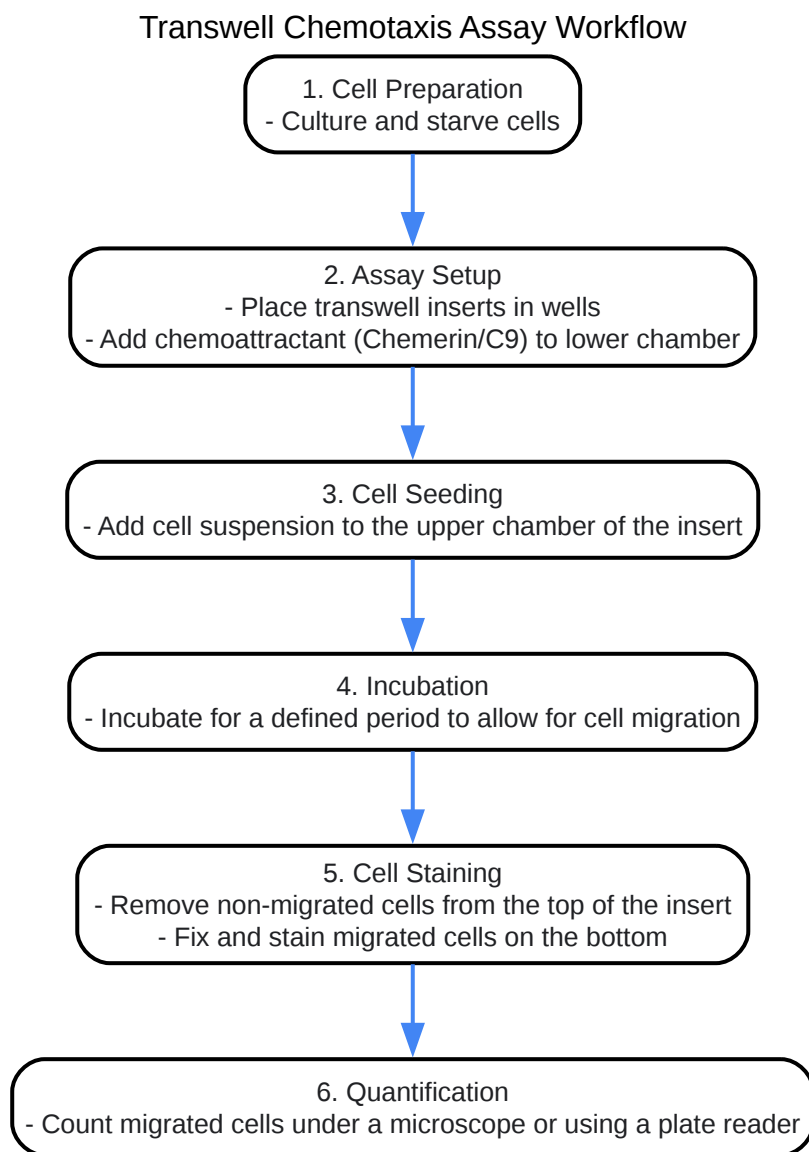 Transwell Chemotaxis Assay Workflow
1. Cell Preparation
- Culture and starve cells
2. Assay Setup
- Place transwell inserts in wells
- Add chemoattractant (Chemerin/C9) to lower chamber
3. Cell Seeding
- Add cell suspension to the upper chamber of the insert
4. Incubation
- Incubate for a defined period to allow for cell migration
5. Cell Staining
- Remove non-migrated cells from the top of the insert
- Fix and stain migrated cells on the bottom
6. Quantification
- Count migrated cells under a microscope or using a plate reader